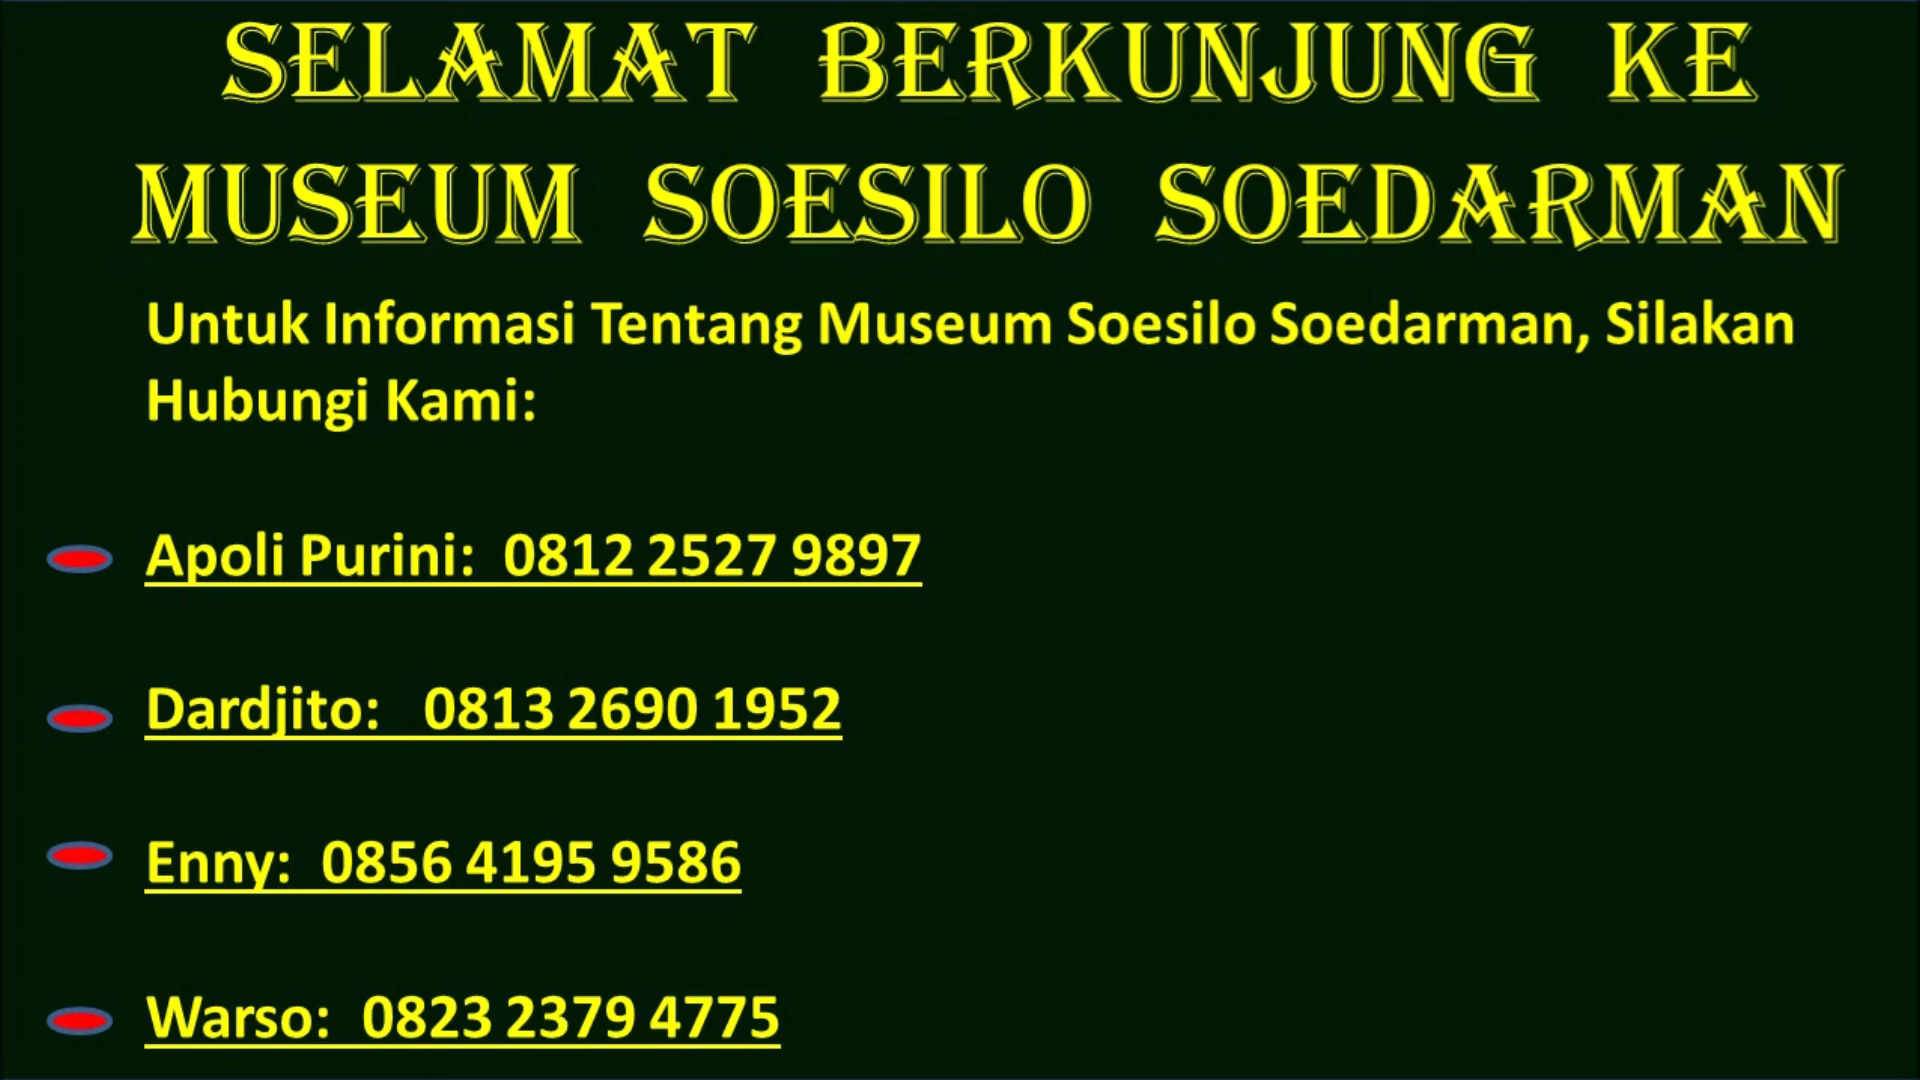 SELAMAT BERKUNJUNG KE
MUSEUM SOESILO SOEDARMAN
Untuk Informasi Tentang Museum Soesilo Soedarman, Silakan
Hubungi Kami:
Apoli Purini: 0812 2527 9897
Dardjito: 0813 2690 1952
Enny: 0856 4195 9586
Warso: 0823 2379 4775